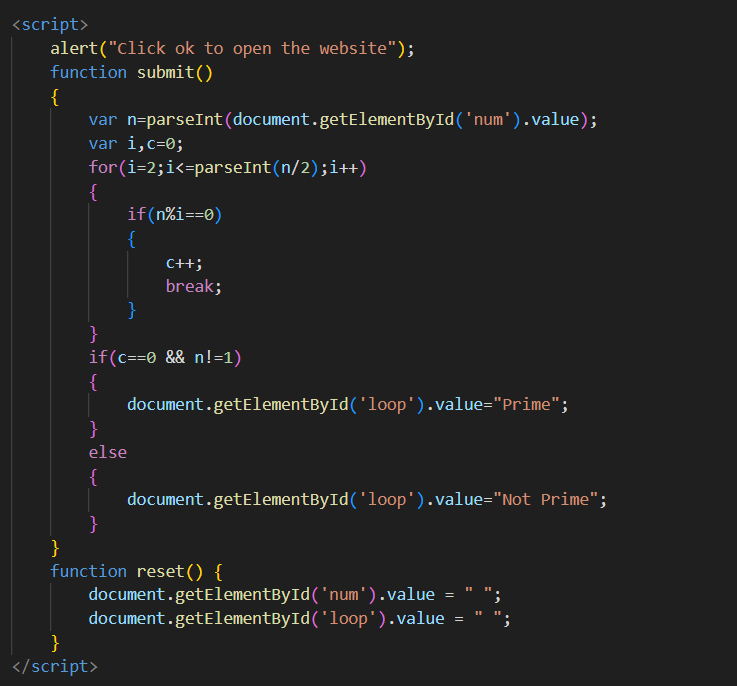 <script>
    alert("Click ok to open the website");
    function submit()
    {
        var n=parseInt(document.getElementById('num').value);
        var i,c=0;
        for(i=2;i<=parseInt(n/2);i++)
        {
            if(n%i==0)
            {
                c++;
                break;
            }
        }
        if(c==0 && n!=1)
        {
            document.getElementById('loop').value="Prime";
        }
        else
        {
            document.getElementById('loop').value="Not Prime";
        }
    }
    function reset() {
        document.getElementById('num').value = " ";
        document.getElementById('loop').value = " ";
    }
</script>